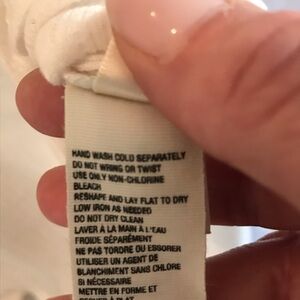 HAND WASH COLD SEPARATELY
DO NOT WRING OR TWIST
USE ONLY NON-CHLORINE
BLEACH
RESHAPE AND LAY FLAT TO DRY
LOW IRON AS NEEDED
DO NOT DRY CLEAN
LAVER À LA MAIN À L'EAU
FROIDE SÉPARÉMENT
NE PAS TORDRE OU ESSORER
UTILISER UN AGENT DE
BLANCHIMENT SANS CHLORE
SI NÉCESSAIRE
METTRE EN FORME ET